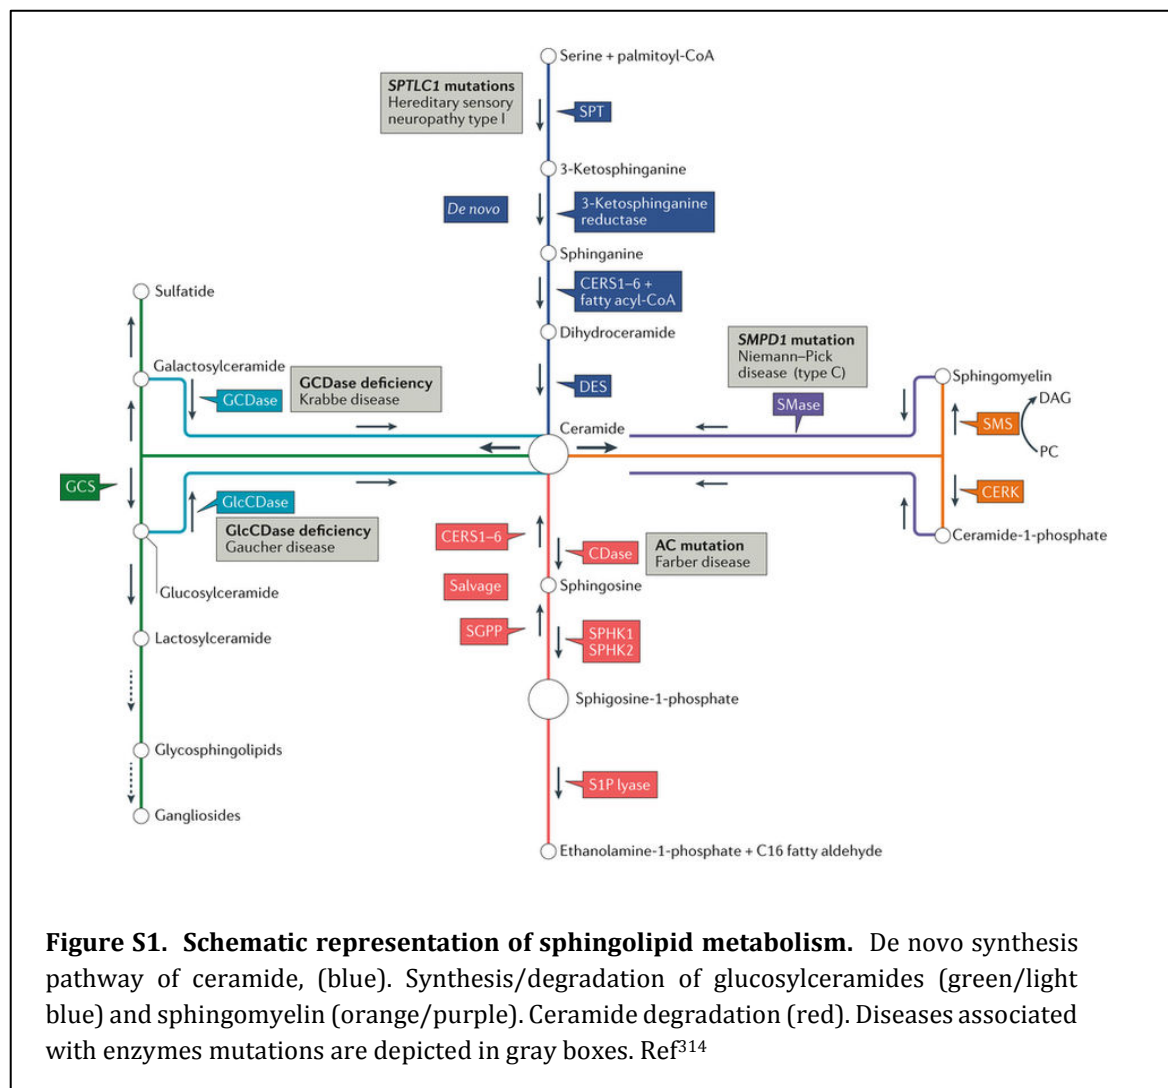 Serine + palmitoyl-CoA
SPTLC1 mutations
Hereditary sensory
neuropathy type I
SPT
3-Ketosphinganine
De novo
3-Ketosphinganine
reductase
Sphinganine
CERS1–6 +
fatty acyl-CoA
Sulfatide
Dihydroceramide
SMPD1 mutation
Niemann–Pick
disease (type C)
Galactosylceramide
GCDase deficiency
Krabbe disease
GCDase
DES
SMase
Sphingomyelin
DAG
SMS
PC
Ceramide
GCS
GlcCDase
GlcCDase deficiency
Gaucher disease
CERK
Ceramide-1-phosphate
CERS1–6
CDase
AC mutation
Farber disease
Glucosylceramide
Salvage
Sphingosine
Lactosylceramide
SGPP
SPHK1
SPHK2
Sphigosine-1-phosphate
Glycosphingolipids
S1P lyase
Gangliosides
Ethanolamine-1-phosphate + C16 fatty aldehyde
Figure S1. Schematic representation of sphingolipid metabolism. De novo synthesis
pathway of ceramide, (blue). Synthesis/degradation of glucosylceramides (green/light
blue) and sphingomyelin (orange/purple). Ceramide degradation (red). Diseases associated
with enzymes mutations are depicted in gray boxes. Ref314